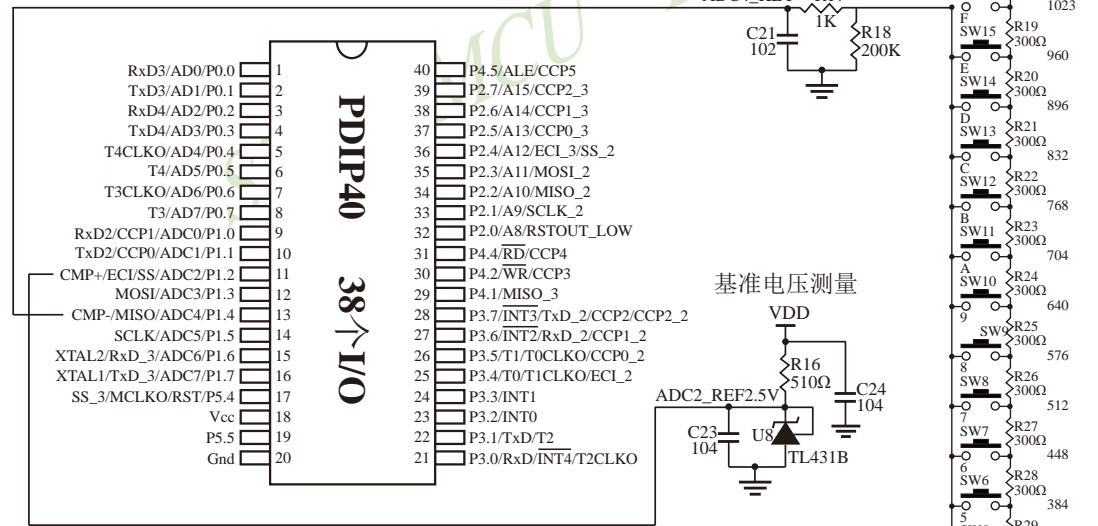 1K
C21
102
R18
200K
RxD3/AD0/P0.0 1
TxD3/AD1/P0.1 2
RxD4/AD2/P0.2 3
TxD4/AD3/P0.3 4
T4CLKO/AD4/P0.4 5
T4/AD5/P0.5 6
T3CLKO/AD6/P0.6 7
T3/AD7/P0.7 8
RxD2/CCP1/ADC0/P1.0 9
TxD2/CCP0/ADC1/P1.1 10
CMP+/ECI/SS/ADC2/P1.2 11
MOSI/ADC3/P1.3 12
CMP-/MISO/ADC4/P1.4 13
SCLK/ADC5/P1.5 14
XTAL2/RxD_3/ADC6/P1.6 15
XTAL1/TxD_3/ADC7/P1.7 16
SS_3/MCLKO/RST/P5.4 17
Vcc 18
P5.5 19
Gnd 20
PDIP40 38个I/O
40 P4.5/ALE/CCP5
39 P2.7/A15/CCP2_3
38 P2.6/A14/CCP1_3
37 P2.5/A13/CCP0_3
36 P2.4/A12/ECI_3/SS_2
35 P2.3/A11/MOSI_2
34 P2.2/A10/MISO_2
33 P2.1/A9/SCLK_2
32 P2.0/A8/RSTOUT_LOW
31 P4.4/RD/CCP4
30 P4.2/WR/CCP3
29 P4.1/MISO_3
28 P3.7/INT3/TxD_2/CCP2/CCP2_2
27 P3.6/INT2/RxD_2/CCP1_2
26 P3.5/T1/T0CLKO/CCP0_2
25 P3.4/T0/T1CLKO/ECI_2
24 P3.3/INT1
23 P3.2/INT0
22 P3.1/TxD/T2
21 P3.0/RxD/INT4/T2CLKO
MCU
基准电压测量
VDD
R16
510Ω
C24
104
ADC2_REF2.5V
C23
104
U8
TL431B
1023
F
SW15
R19
300Ω
960
E
SW14
R20
300Ω
896
D
SW13
R21
300Ω
832
C
SW12
R22
300Ω
768
B
SW11
R23
300Ω
704
A
SW10
R24
300Ω
640
9
SW9
R25
300Ω
576
8
SW8
R26
300Ω
512
7
SW7
R27
300Ω
448
6
SW6
R28
300Ω
384
5
R29